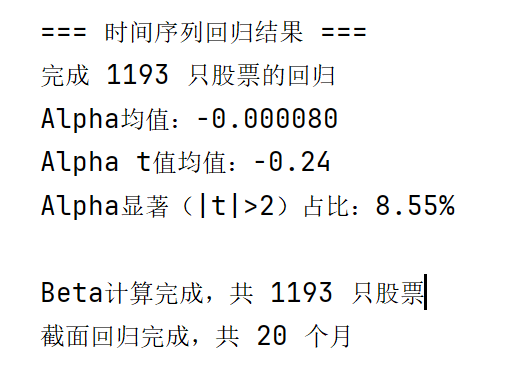 === 时间序列回归结果 ===
完成 1193 只股票的回归
Alpha均值：-0.000080
Alpha t值均值：-0.24
Alpha显著（|t|>2）占比：8.55%
Beta计算完成，共 1193 只股票
截面回归完成，共 20 个月